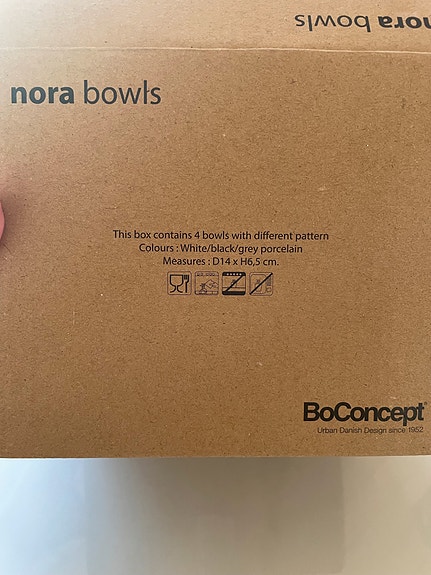 nora bowls
nora bowls
This box contains 4 bowls with different pattern
Colours : White/black/grey porcelain
Measures : D14 x H6,5 cm.
BoConcept®
Urban Danish Design since 1952